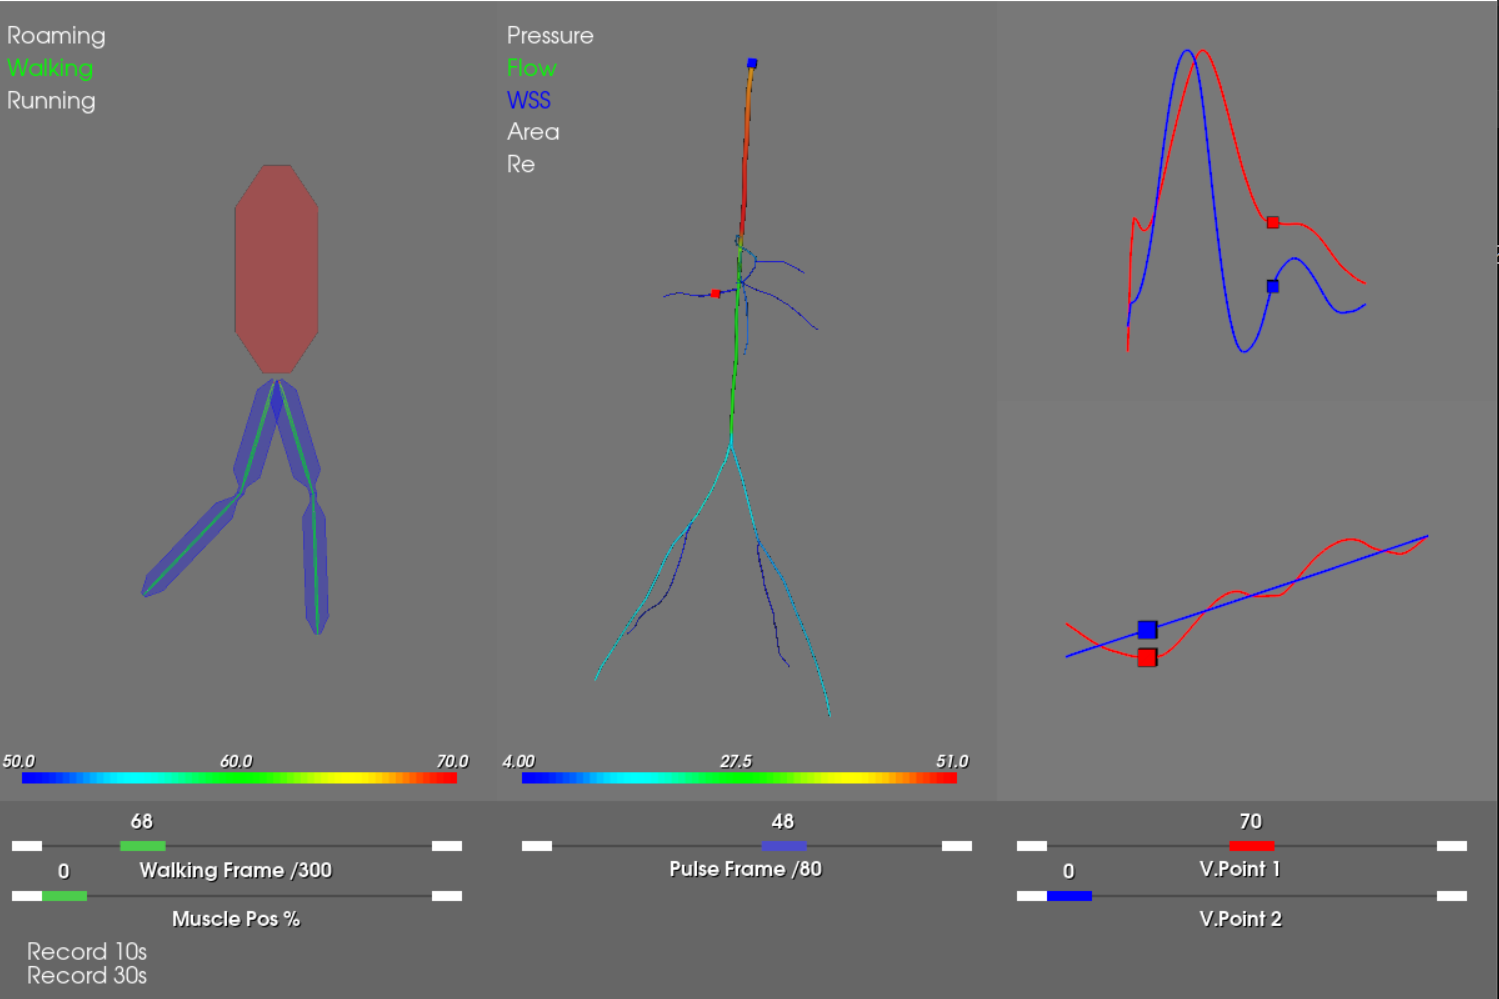 Roaming
Walking
Running
Pressure
Flow
WSS
Area
Re
50.0 60.0 70.0
4.00 27.5 51.0
68
Walking Frame /300
0
Muscle Pos %
Record 10s
Record 30s
48
Pulse Frame /80
70
V.Point 1
0
V.Point 2